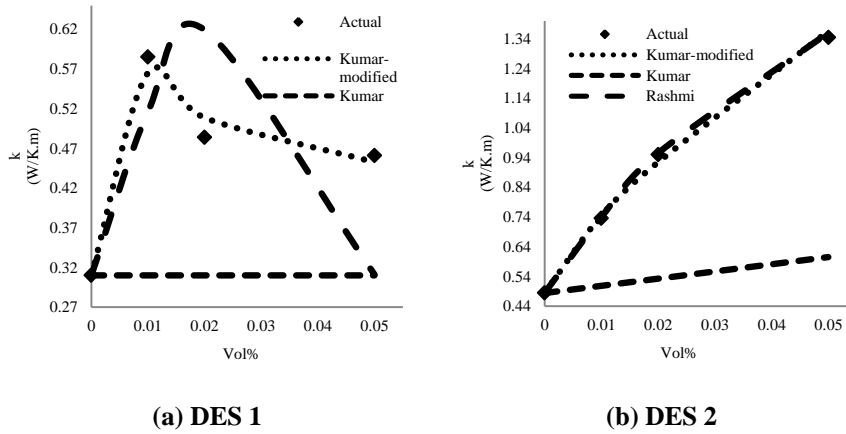 0.62
0.57
0.52
0.47
0.42
0.37
0.32
0.27
k
(W/K.m)
0 0.01 0.02 0.03 0.04 0.05
Vol%
Actual
Kumar-
modified
Kumar
(a) DES 1
1.34
1.24
1.14
1.04
0.94
0.84
0.74
0.64
0.54
0.44
k
(W/K.m)
0 0.01 0.02 0.03 0.04 0.05
Vol%
Actual
Kumar-modified
Kumar
Rashmi
(b) DES 2